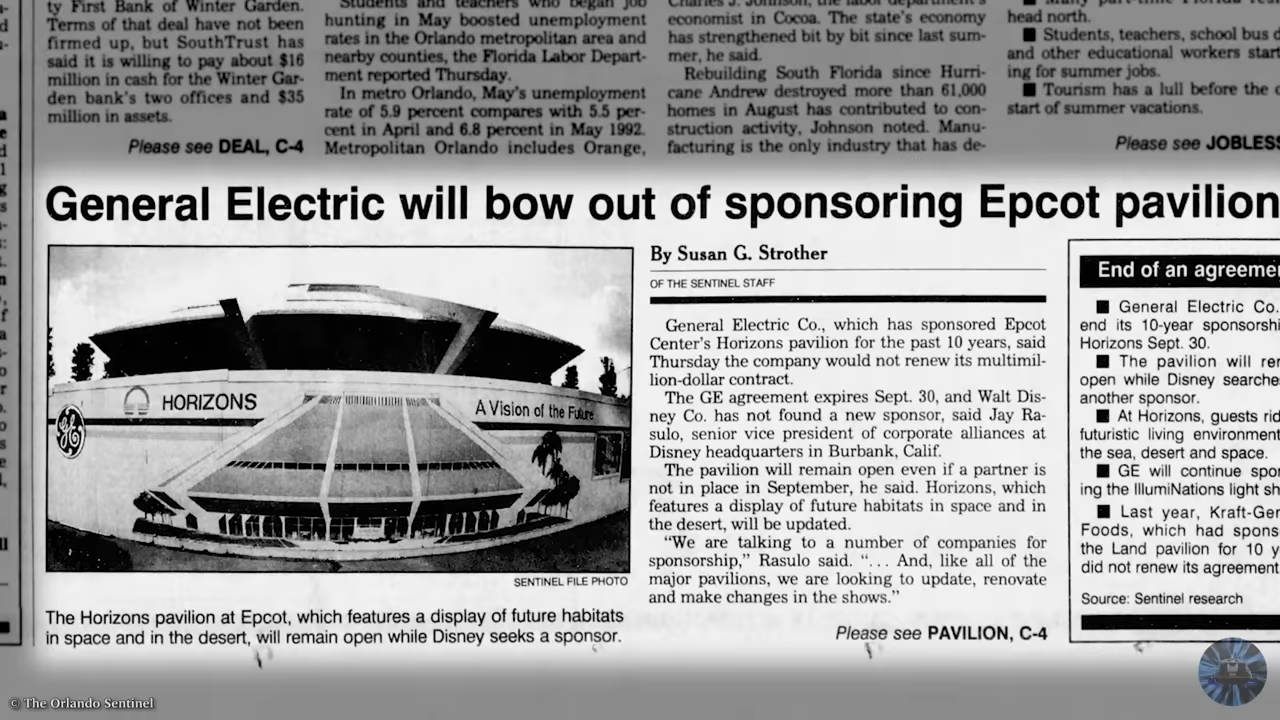 ty First Bank of Winter Garden.
Terms of that deal have not been
firmed up, but SouthTrust has
said it is willing to pay about $16
million in cash for the Winter Gar-
den bank's two offices and $35
million in assets.
Please see DEAL, C-4
Students and teachers who began job
hunting in May boosted unemployment
rates in the Orlando metropolitan area and
nearby counties, the Florida Labor Depart-
ment reported Thursday.
In metro Orlando, May's unemployment
rate of 5.9 percent compares with 5.5 per-
cent in April and 6.8 percent in May 1992.
Metropolitan Orlando includes Orange,
Charles J. Johnson, the labor department's
economist in Cocoa. The state's economy
has strengthened bit by bit since last sum-
mer, he said.
Rebuilding South Florida since Hurri-
cane Andrew destroyed more than 61,000
homes in August has contributed to con-
struction activity, Johnson noted. Manu-
facturing is the only industry that has de-
head north.
■ Students, teachers, school bus
and other educational workers
ing for summer jobs.
■ Tourism has a lull before the
start of summer vacations.
Please see JOBLESS
General Electric will bow out of sponsoring Epcot pavilion
GE
HORIZONS
A Vision of the Future
SENTINEL FILE PHOTO
The Horizons pavilion at Epcot, which features a display of future habitats
in space and in the desert, will remain open while Disney seeks a sponsor.
By Susan G. Strother
OF THE SENTINEL STAFF
General Electric Co., which has sponsored Epcot
Center's Horizons pavilion for the past 10 years, said
Thursday the company would not renew its multimil-
lion-dollar contract.
The GE agreement expires Sept. 30, and Walt Dis-
ney Co. has not found a new sponsor, said Jay Ra-
sulo, senior vice president of corporate alliances at
Disney headquarters in Burbank, Calif.
The pavilion will remain open even if a partner is
not in place in September, he said. Horizons, which
features a display of future habitats in space and in
the desert, will be updated.
“We are talking to a number of companies for
sponsorship,” Rasulo said. “... And, like all of the
major pavilions, we are looking to update, renovate
and make changes in the shows.”
Please see PAVILION, C-4
End of an
■ General Electric Co.
end its 10-year
Horizons Sept. 30.
■ The pavilion will
open while Disney
another sponsor.
■ At Horizons, guests
futuristic living
the sea, desert and space.
■ GE will continue
ing the IllumiNations light
■ Last year,
Foods, which had
the Land pavilion for 10
did not renew its agreement
Source: Sentinel research
© The Orlando Sentinel